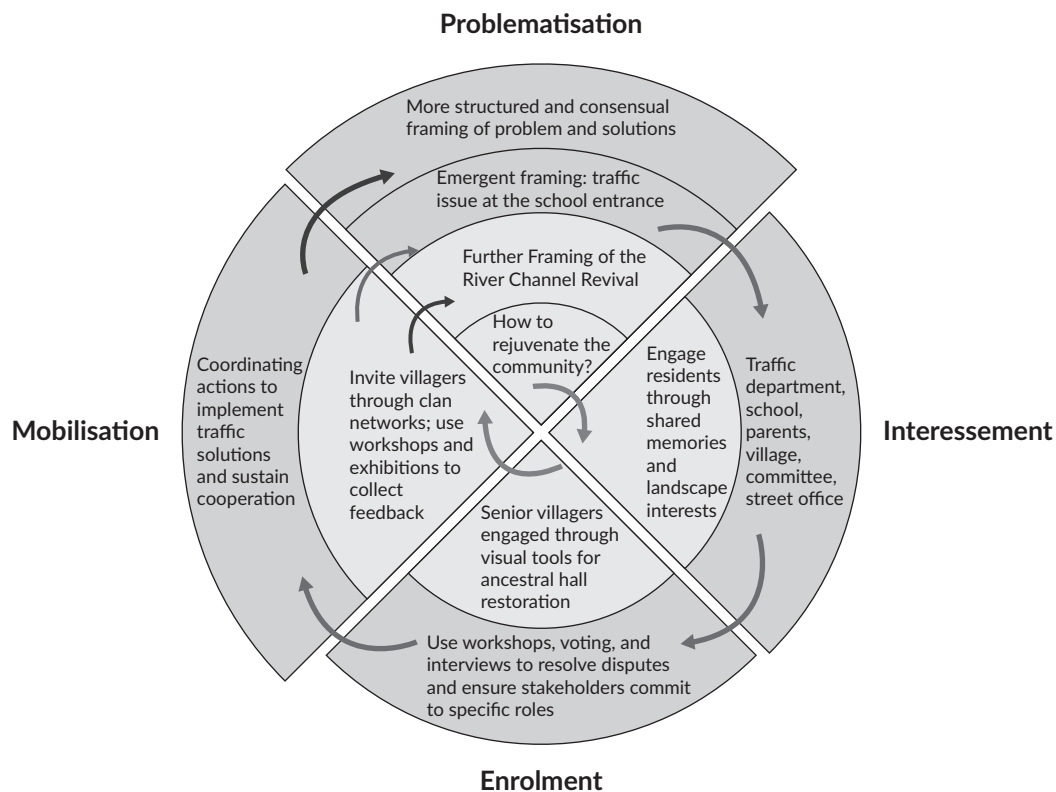 Problematisation
More structured and consensual
framing of problem and solutions
Emergent framing: traffic
issue at the school entrance
Further Framing of the
River Channel Revival
How to
rejuvenate the
community?
Engage
residents
through
shared
memories
and
landscape
interests
Traffic
department,
school,
parents,
village,
committee,
street office
Interessement
Senior villagers
engaged through
visual tools for
ancestral hall
restoration
Use workshops, voting, and
interviews to resolve disputes
and ensure stakeholders commit
to specific roles
Enrolment
Invite villagers
through clan
networks; use
workshops and
exhibitions to
collect
feedback
Coordinating
actions to
implement
traffic
solutions
and sustain
cooperation
Mobilisation